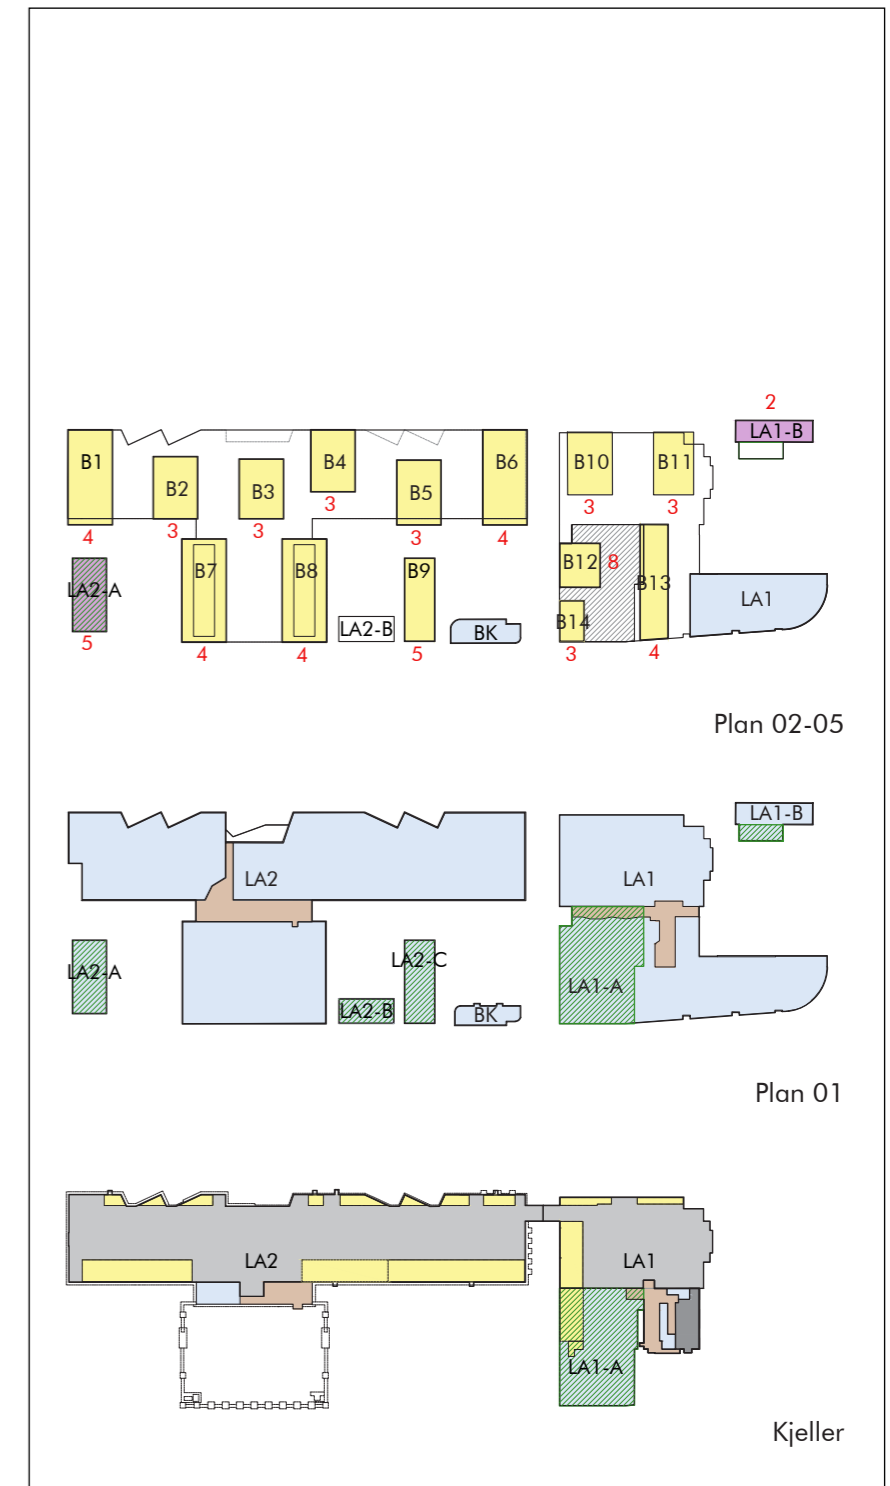 2
LA1-B
B1
B2
B3
B4
B5
B6
B10
B11
4
3
3
3
3
4
3
3
LA2-A
B7
B8
B9
B12
8
B13
LA1
LA2-B
BK
B14
5
4
4
5
3
4
Plan 02-05
LA1-B
LA2
LA1
LA2-A
LA2-C
LA1-A
LA2-B
BK
Plan 01
LA2
LA1
LA1-A
Kjeller